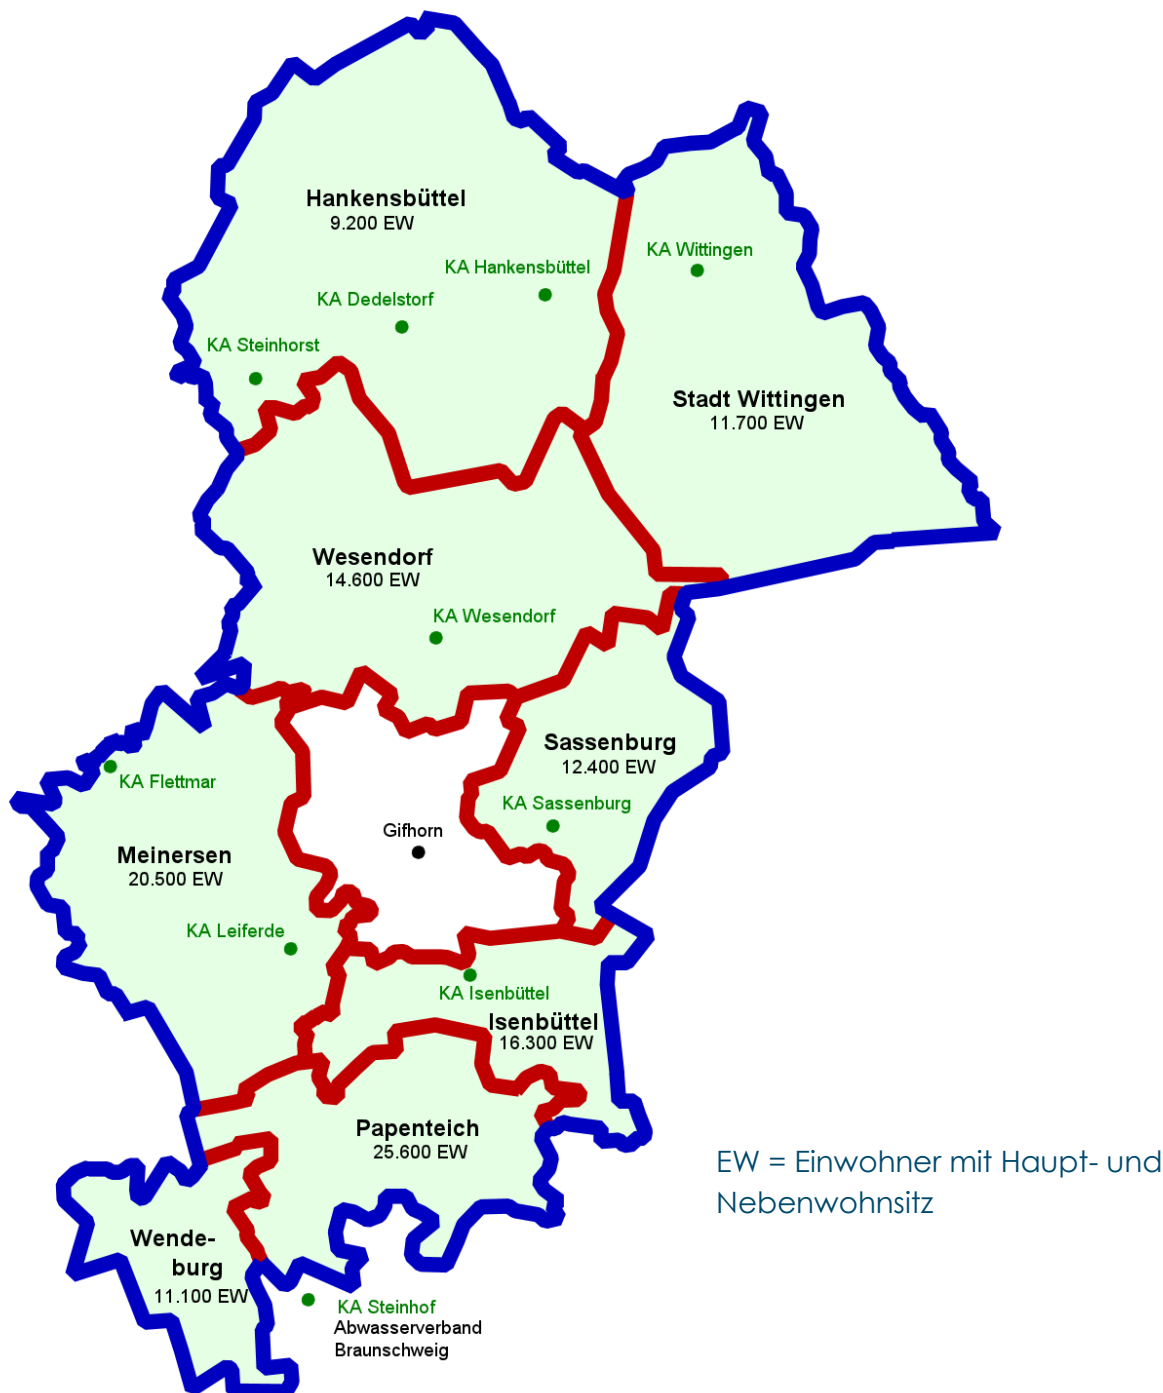 Hankensbüttel
9.200 EW
KA Wittingen
KA Hankensbüttel
KA Dedelstorf
KA Steinhorst
Stadt Wittingen
11.700 EW
Wesendorf
14.600 EW
KA Wesendorf
Sassenburg
12.400 EW
KA Flettmar
KA Sassenburg
Gifhorn
Meinersen
20.500 EW
KA Leiferde
KA Isenbüttel
Isenbüttel
16.300 EW
Papenteich
25.600 EW
EW = Einwohner mit Haupt- und
Nebenwohnsitz
Wende-
burg
11.100 EW
KA Steinhof
Abwasserverband
Braunschweig